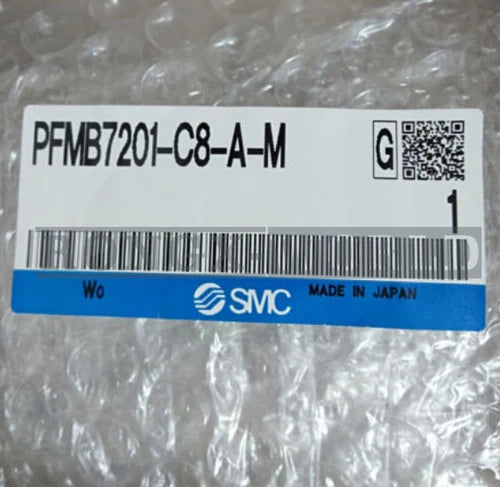 PFMB7201-C8-A-M
G
1
Wo
SMC
MADE IN JAPAN